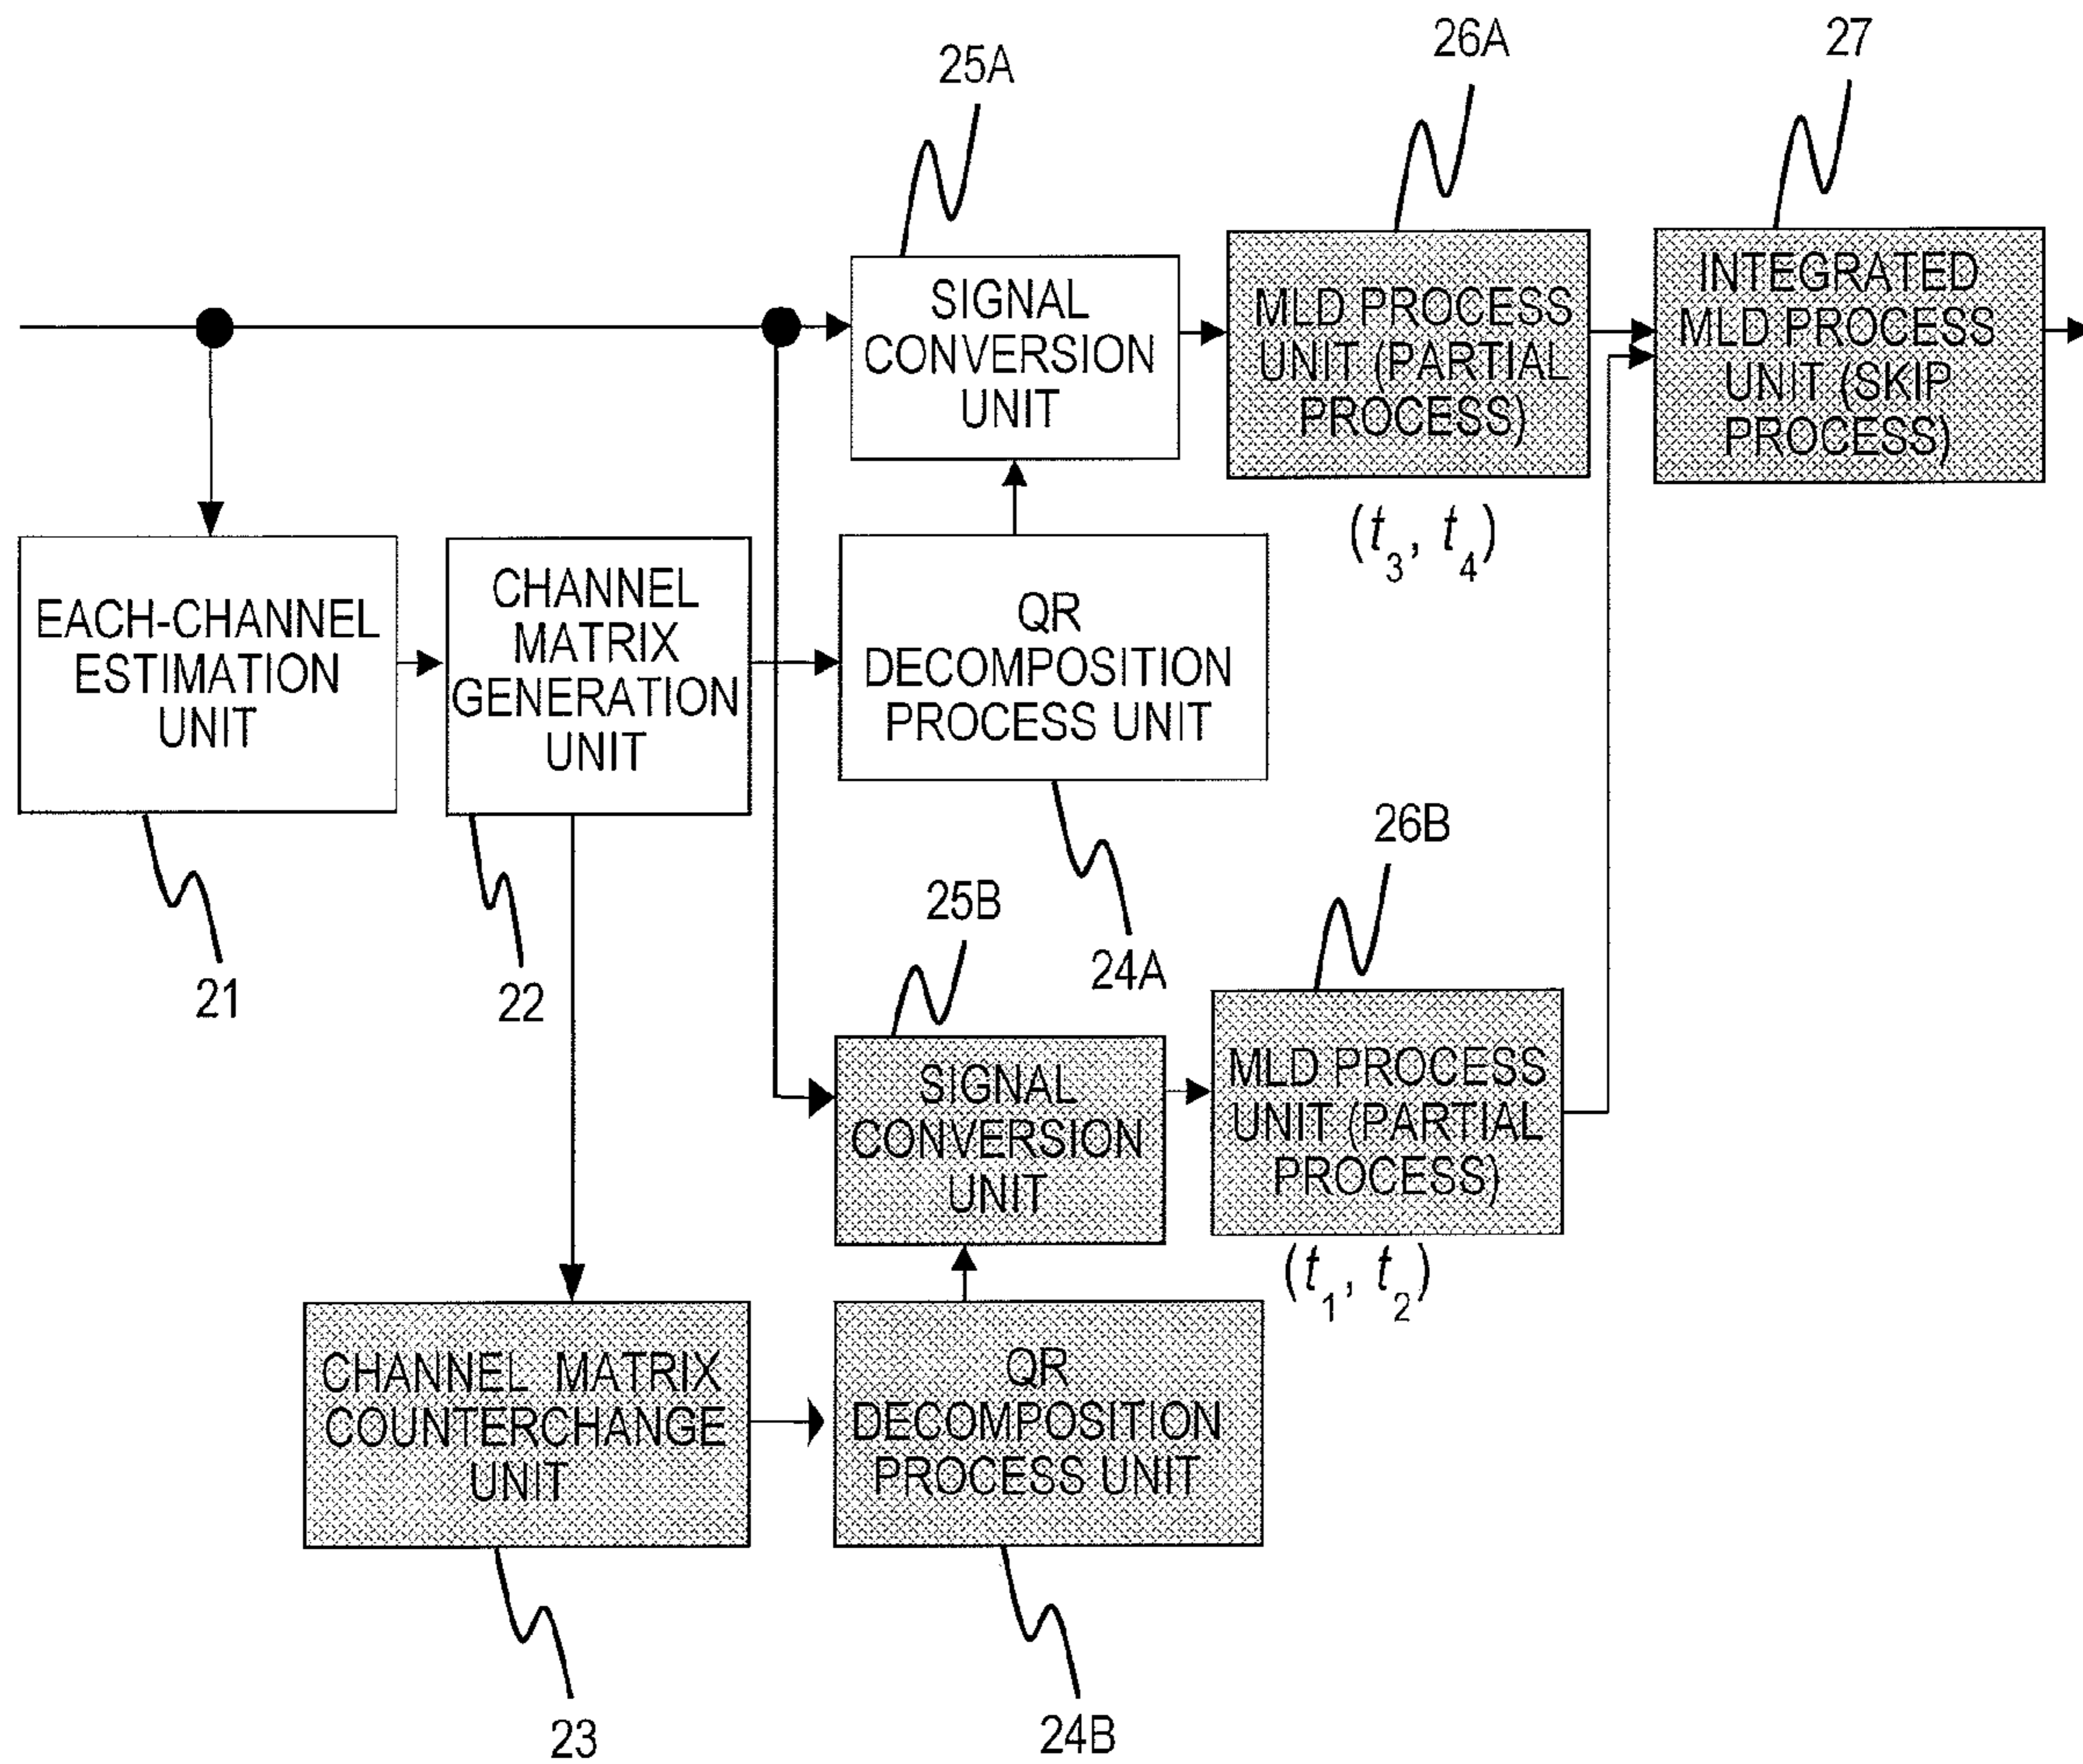 25A
26A
27
SIGNAL
CONVERSION
UNIT
MLD PROCESS
UNIT (PARTIAL
PROCESS)
INTEGRATED
MLD PROCESS
UNIT (SKIP
PROCESS)
(t3, t4)
EACH-CHANNEL
ESTIMATION
UNIT
CHANNEL
MATRIX
GENERATION
UNIT
QR
DECOMPOSITION
PROCESS UNIT
21
22
24A
25B
26B
SIGNAL
CONVERSION
UNIT
MLD PROCESS
UNIT (PARTIAL
PROCESS)
(t1, t2)
CHANNEL MATRIX
COUNTERCHANGE
UNIT
QR
DECOMPOSITION
PROCESS UNIT
23
24B